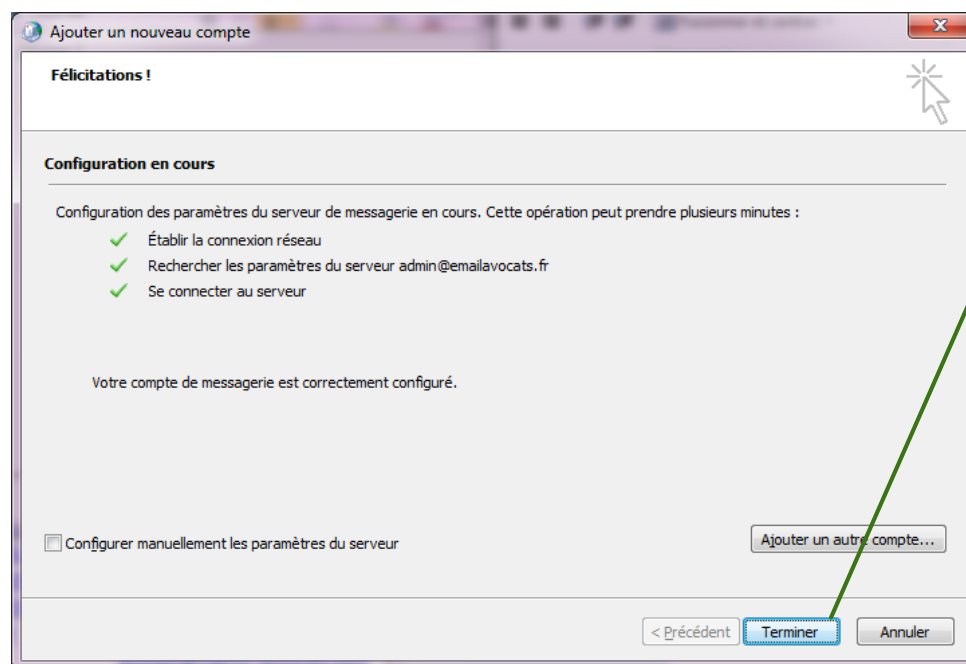 Ajouter un nouveau compte
Félicitations !
Configuration en cours
Configuration des paramètres du serveur de messagerie en cours. Cette opération peut prendre plusieurs minutes :
Établir la connexion réseau
Rechercher les paramètres du serveur admin@emailavocats.fr
Se connecter au serveur
Votre compte de messagerie est correctement configuré.
Configurer manuellement les paramètres du serveur
Ajouter un autre compte...
< Précédent
Terminer
Annuler